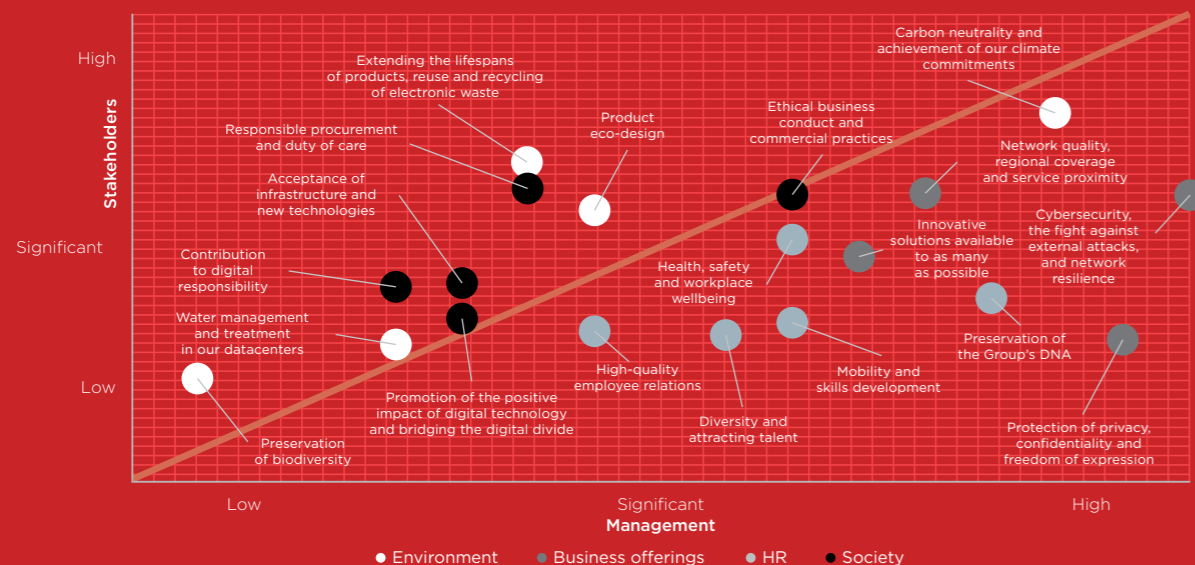 High
Stakeholders
Significant
Low
Carbon neutrality and
achievement of our climate
commitments
Extending the lifespans
of products, reuse and recycling
of electronic waste
Product
eco-design
Ethical business
conduct and
commercial practices
Responsible procurement
and duty of care
Network quality,
regional coverage
and service proximity
Acceptance of
infrastructure and
new technologies
Cybersecurity,
the fight against
external attacks,
and network
resilience
Innovative
solutions available
to as many
as possible
Contribution
to digital
responsibility
Health, safety
and workplace
wellbeing
Water management
and treatment
in our datacenters
Preservation of
the Group's DNA
High-quality
employee relations
Mobility and
skills development
Promotion of the positive
impact of digital technology
and bridging the digital divide
Diversity and
attracting talent
Protection of privacy,
confidentiality and
freedom of expression
Preservation
of biodiversity
Low
Significant
High
Management
Environment
Business offerings
HR
Society